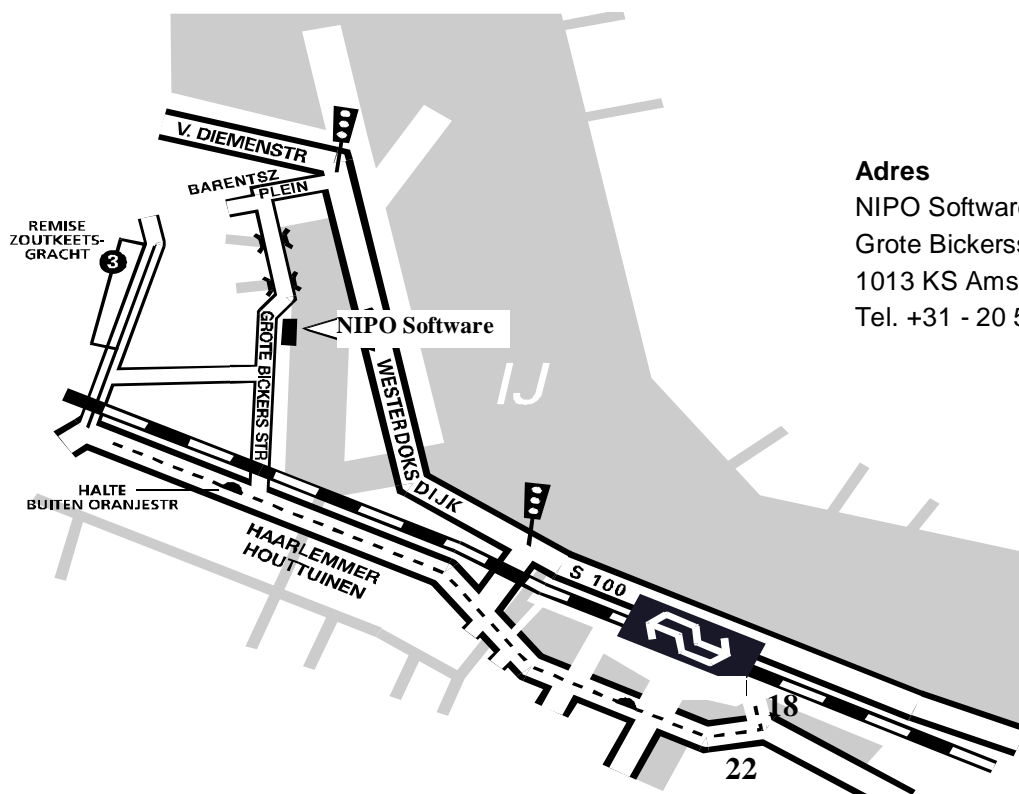 V. DIEMENSTR
BARENTSZ
PLEIN
REMISE
ZOUTKEETS-
GRACHT
3
Adres
NIPO Software
Grote Bickerss
1013 KS Ams
Tel. +31 - 20 5
NIPO Software
GROTE BICKERS STR
WESTERDOKS
DIJK
IJ
HALTE
BUITEN ORANJESTR
HAARLEMMER
HOUTTUINEN
S 100
18
22